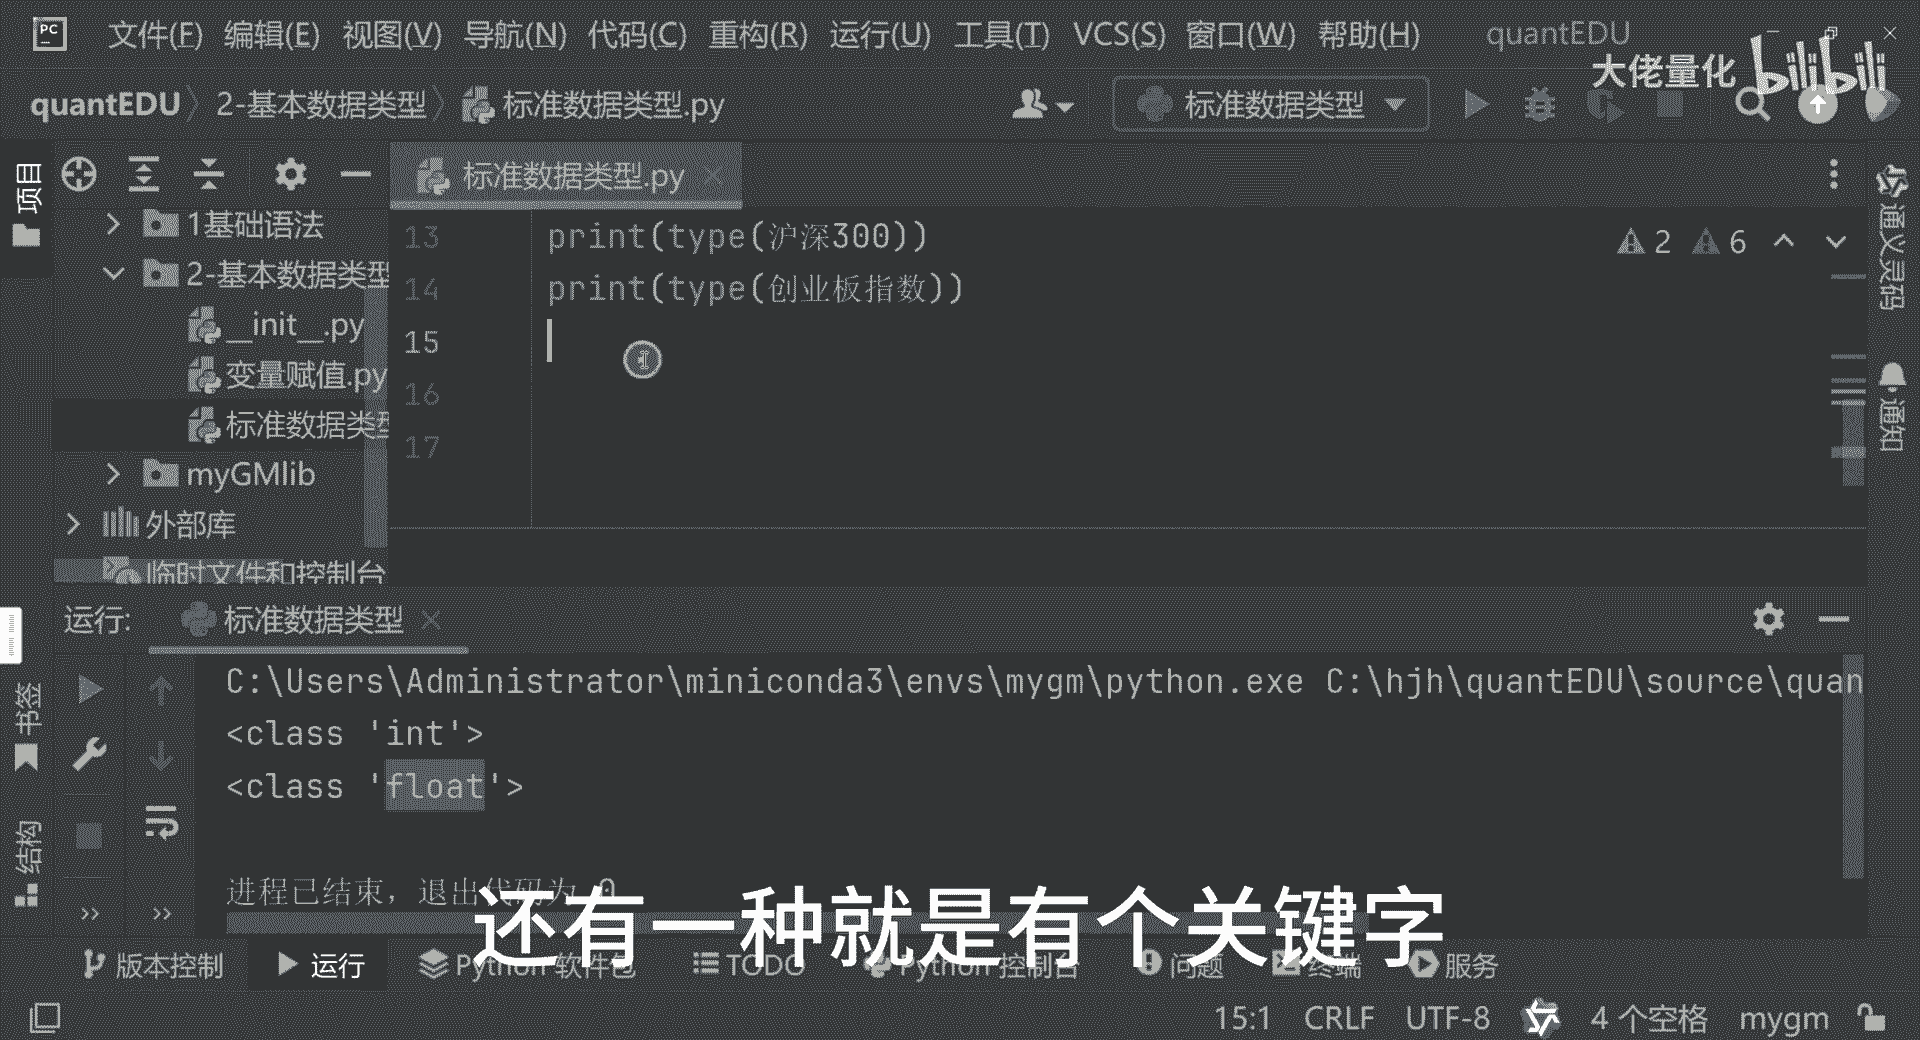 文件(F) 编辑(E) 视图(V) 导航(N) 代码(C) 重构(R) 运行(U) 工具(T) VCS(S) 窗口(W) 帮助(H) quantEDU
大佬量化 bilibili
quantEDU 2-基本数据类型 标准数据类型.py 标准数据类型
项目
标准数据类型.py
1基础语法
2-基本数据类型
__init__.py
变量赋值.py
标准数据类型
myGMlib
外部库
临时文件和控制台
13 print(type(沪深300))
14 print(type(创业板指数))
15
16
17
2 6
通义灵码
通知
运行: 标准数据类型
C:\Users\Administrator\miniconda3\envs\mygm\python.exe C:\hjh\quantEDU\source\quan
<class 'int'>
<class 'float'>
进程已结束，退出代码为 0
书签
结构
还有一种就是有个关键字
版本控制 运行 Python 软件包 TODO Python 控制台 问题 终端 服务
15:1 CRLF UTF-8 4 个空格 mygm